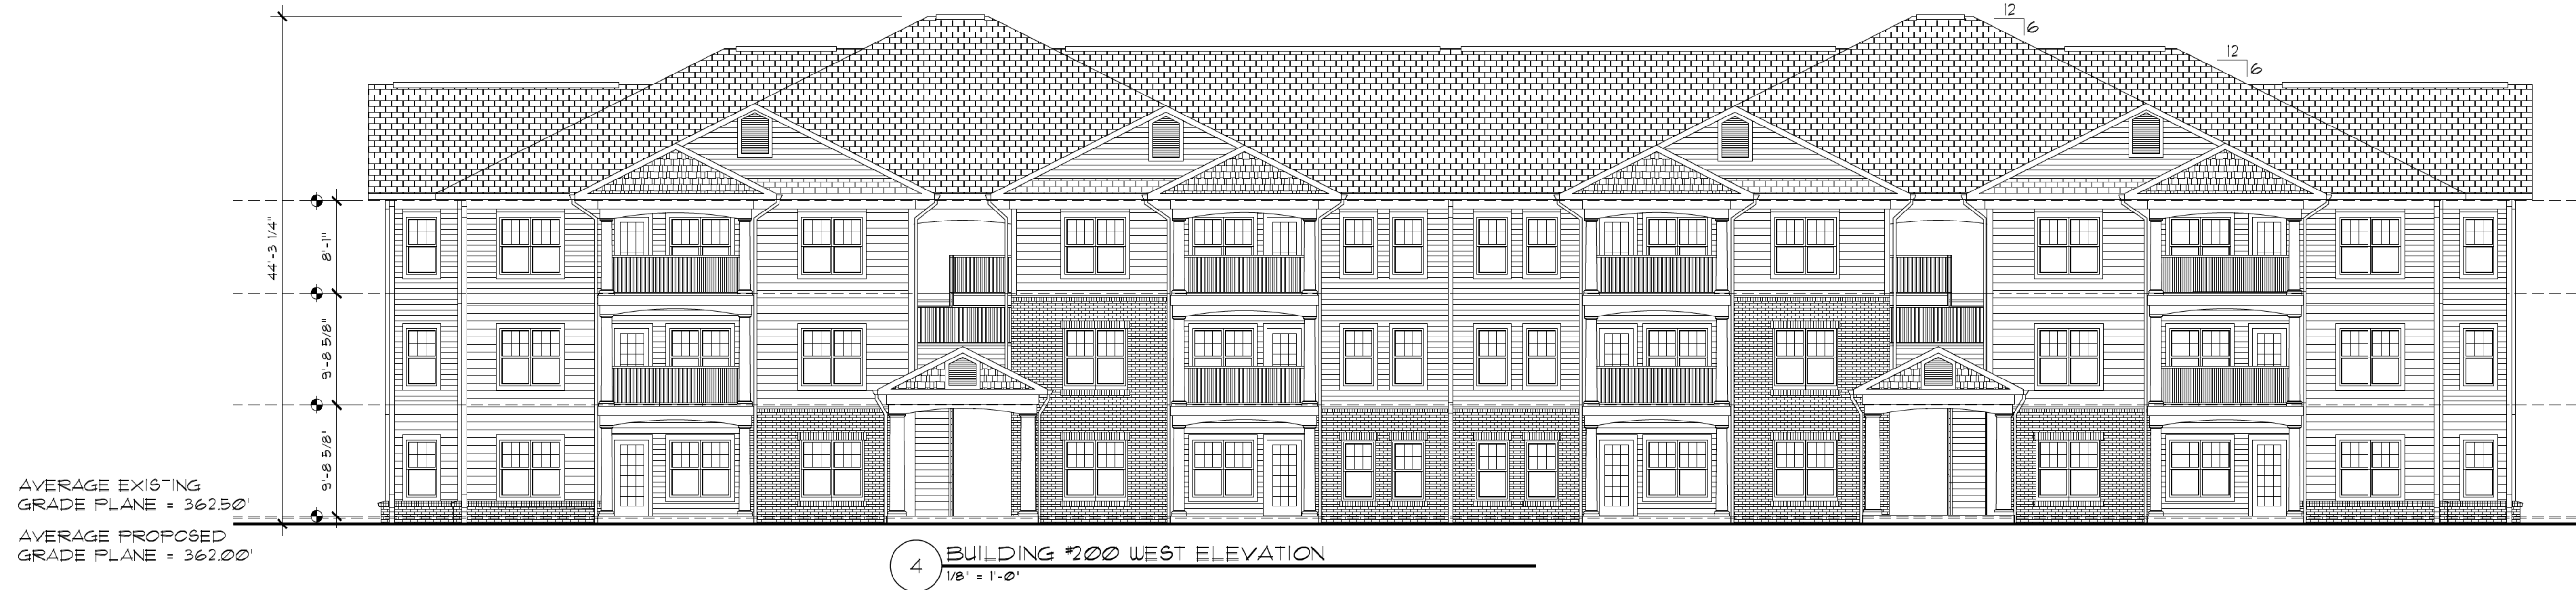 12
6
12
6
44'-3 1/4"
8'-1"
9'-8 5/8"
9'-8 5/8"
AVERAGE EXISTING
GRADE PLANE = 362.50'
AVERAGE PROPOSED
GRADE PLANE = 362.00'
4 BUILDING #200 WEST ELEVATION
1/8" = 1'-0"